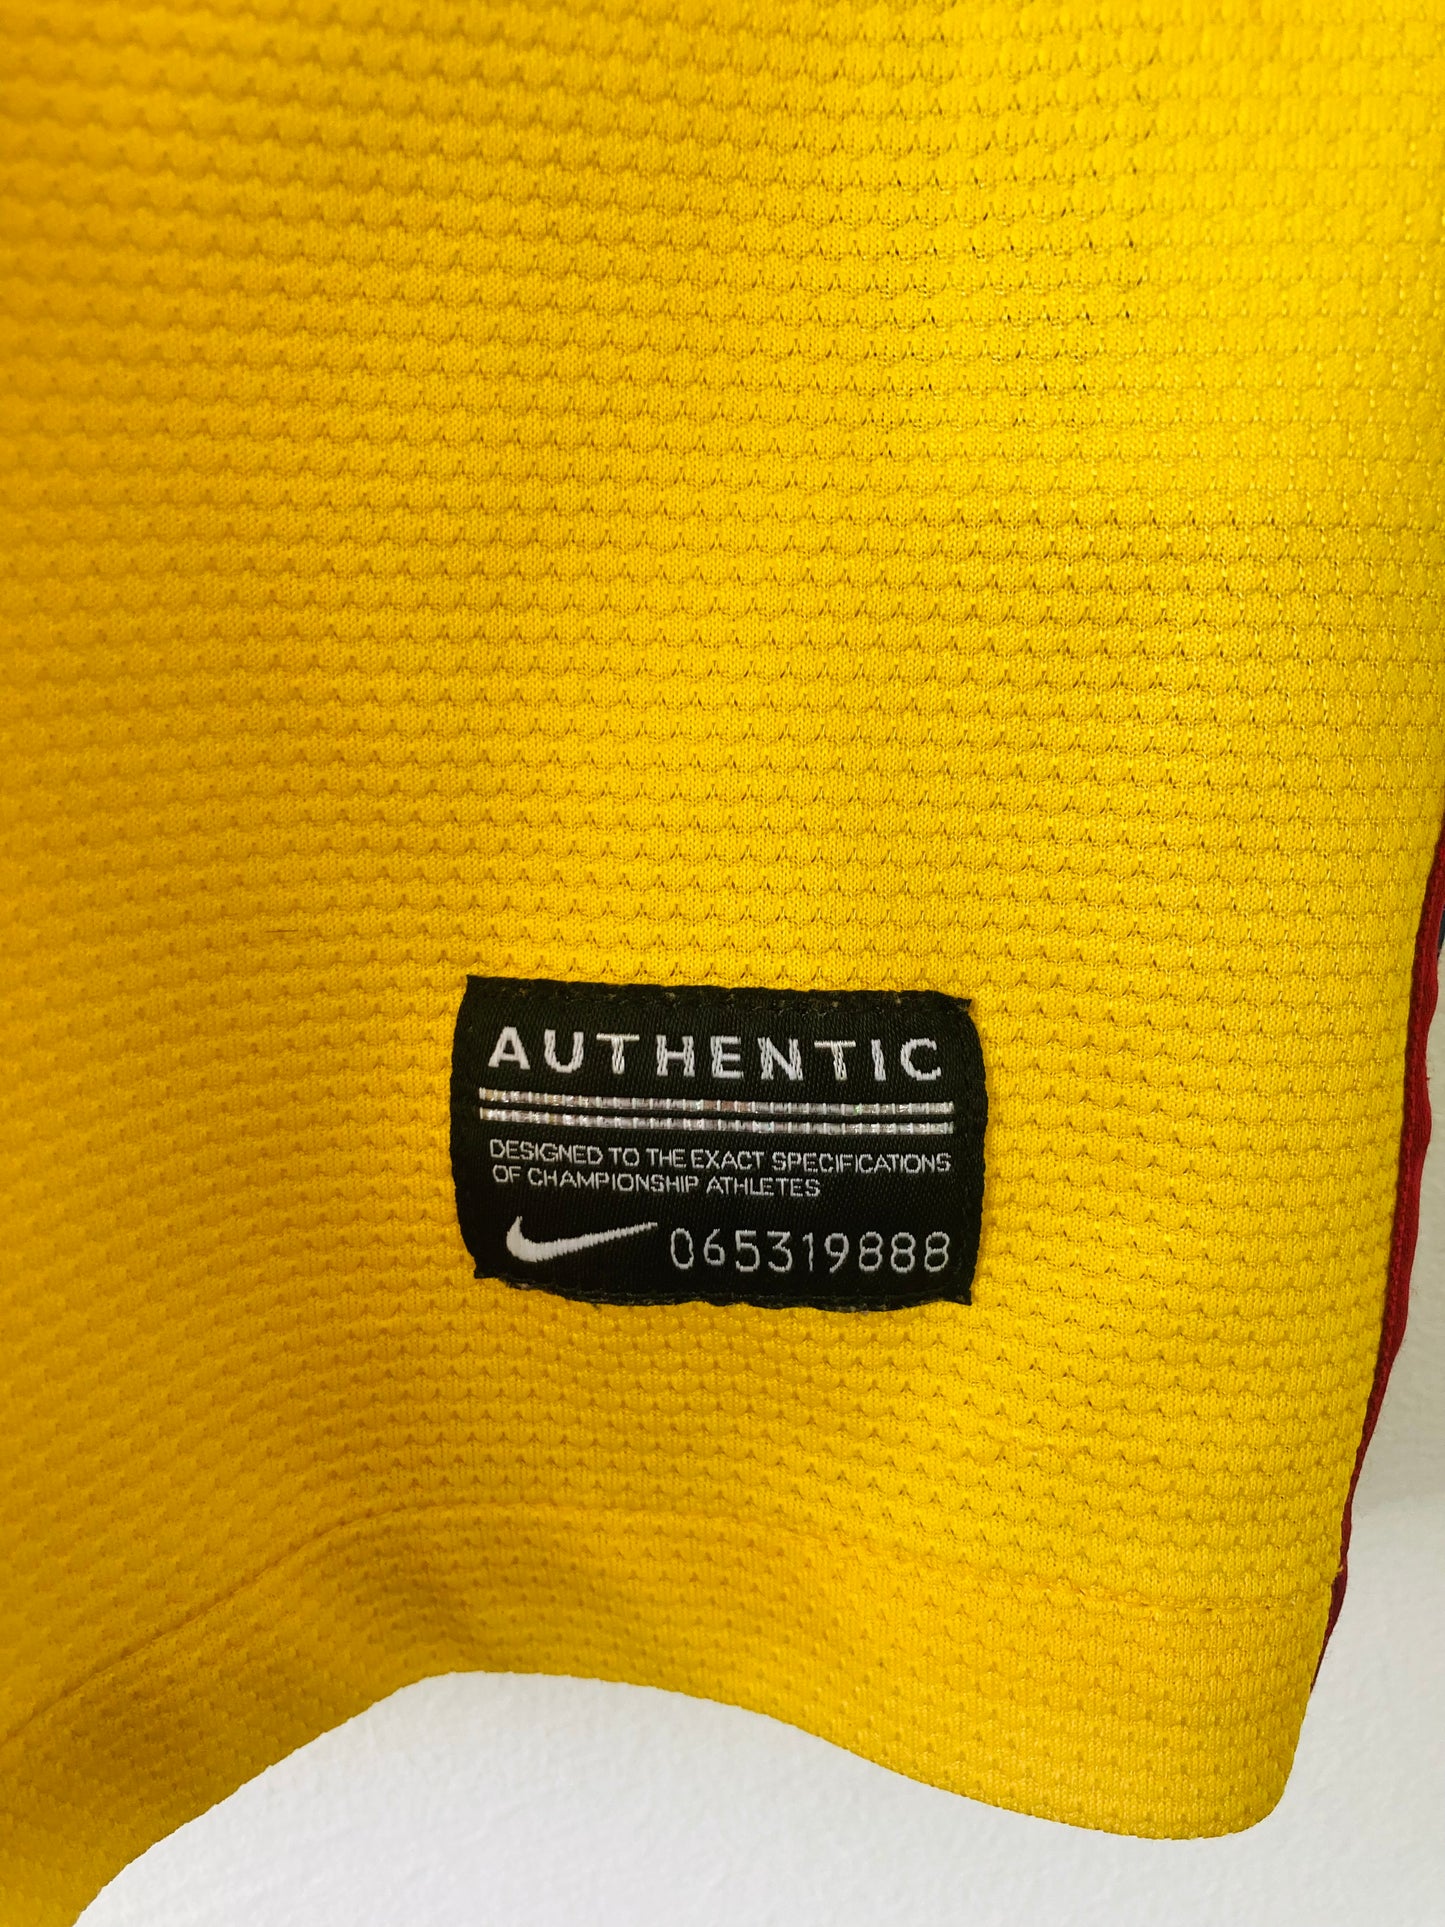 AUTHENTIC
DESIGNED TO THE EXACT SPECIFICATIONS
OF CHAMPIONSHIP ATHLETES
065319888